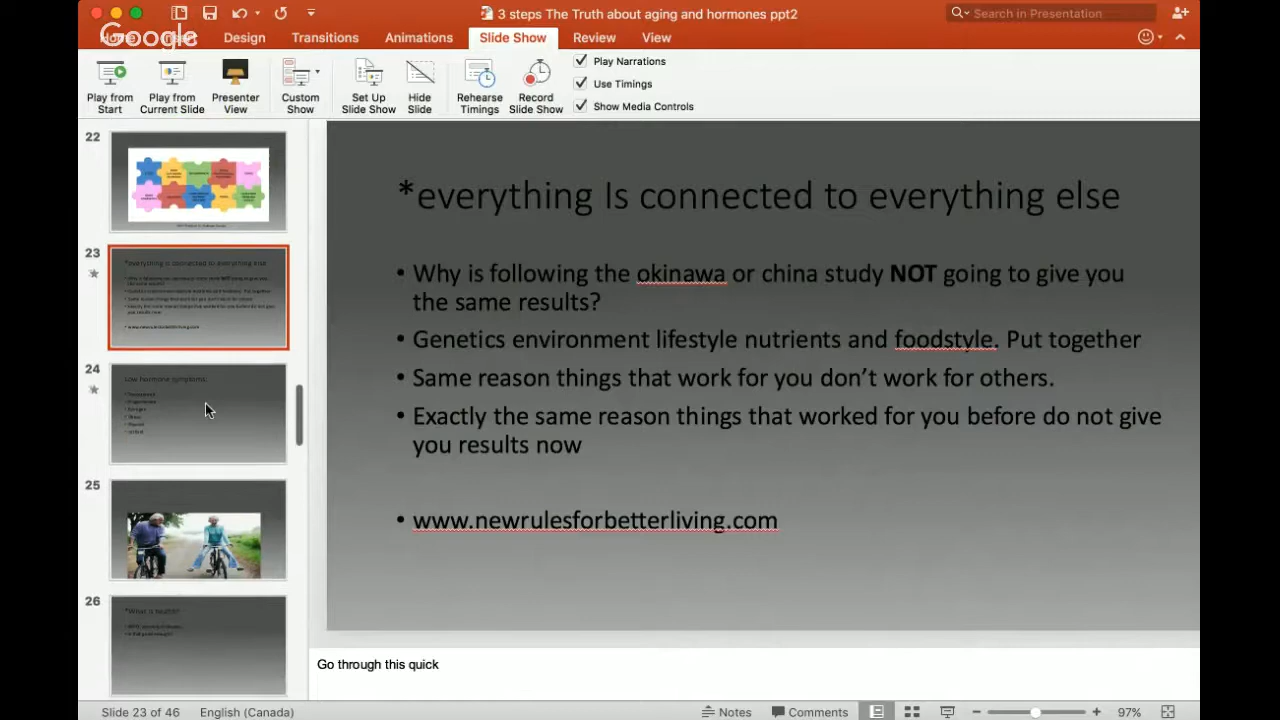 3 steps The Truth about aging and hormones ppt2
Search in Presentation
Google
Design Transitions Animations Slide Show Review View
Play from Start
Play from Current Slide
Presenter View
Custom Show
Set Up Slide Show
Hide Slide
Rehearse Timings
Record Slide Show
Play Narrations
Use Timings
Show Media Controls
22
23
*everything Is connected to everything else
24
Low hormone symptoms
25
26
*What is health?
*everything Is connected to everything else
• Why is following the okinawa or china study NOT going to give you
the same results?
• Genetics environment lifestyle nutrients and foodstyle. Put together
• Same reason things that work for you don’t work for others.
• Exactly the same reason things that worked for you before do not give
you results now
• www.newrulesforbetterliving.com
Go through this quick
Slide 23 of 46 English (Canada) Notes Comments 97%